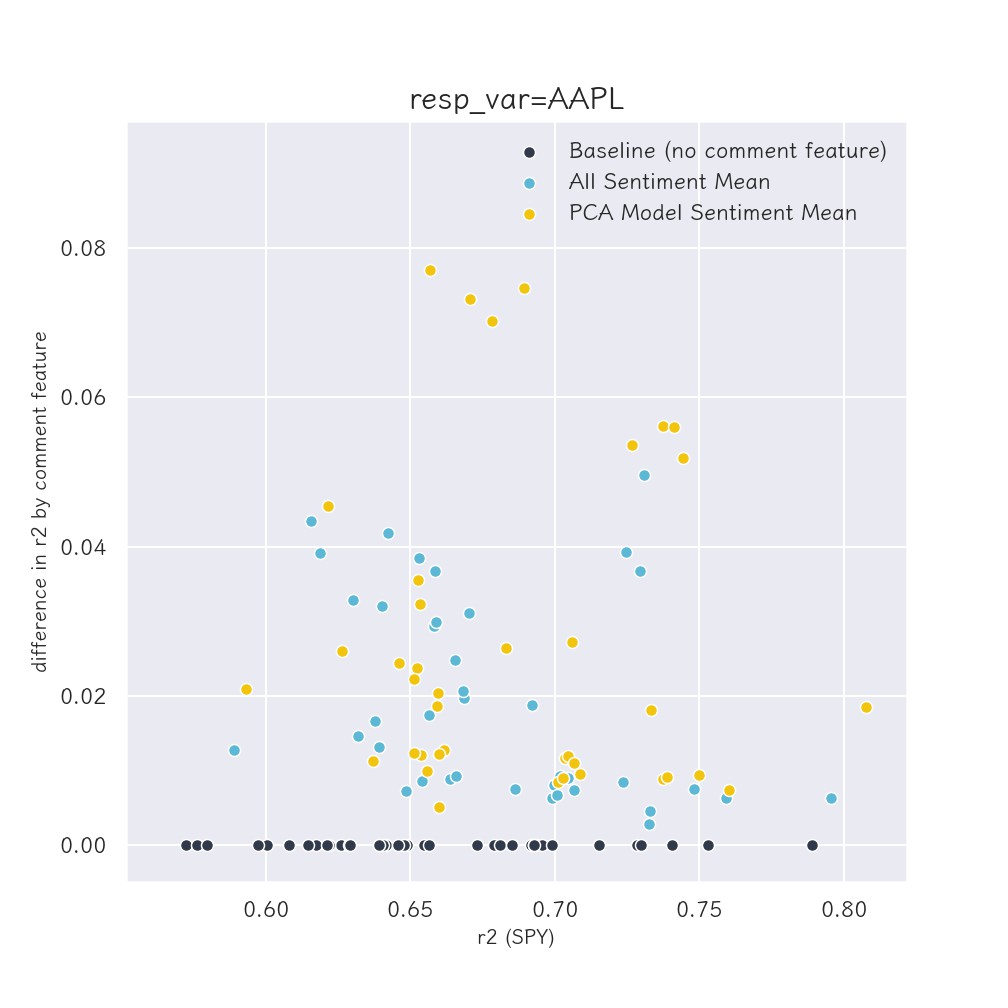 resp_var=AAPL
Baseline (no comment feature)
All Sentiment Mean
PCA Model Sentiment Mean
difference in r2 by comment feature
0.08
0.06
0.04
0.02
0.00
0.60 0.65 0.70 0.75 0.80
r2 (SPY)